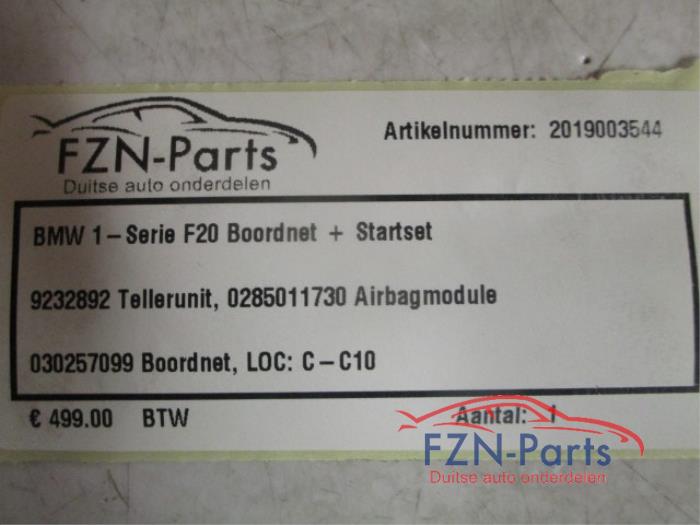 FZN-Parts
Duitse auto onderdelen
Artikelnummer: 2019003544
BMW 1-Serie F20 Boordnet + Startset
9232892 Tellerunit, 0285011730 Airbagmodule
030257099 Boordnet, LOC: C-C10
€ 499.00 BTW
Aantal: 1
FZN-Parts
Duitse auto onderdelen